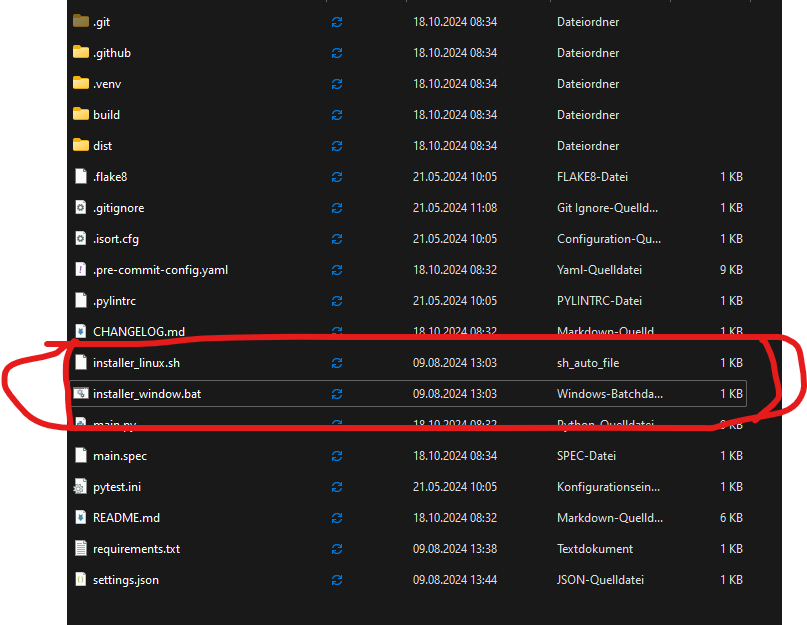 .git 18.10.2024 08:34 Dateiordner
.github 18.10.2024 08:34 Dateiordner
.venv 18.10.2024 08:34 Dateiordner
build 18.10.2024 08:34 Dateiordner
dist 18.10.2024 08:34 Dateiordner
.flake8 21.05.2024 10:05 FLAKE8-Datei 1 KB
.gitignore 21.05.2024 11:08 Git Ignore-Quelld... 1 KB
.isort.cfg 21.05.2024 10:05 Configuration-Qu... 1 KB
.pre-commit-config.yaml 18.10.2024 08:32 Yaml-Quelldatei 9 KB
.pylintrc 21.05.2024 10:05 PYLINTRC-Datei 1 KB
CHANGELOG.md 18.10.2024 08:32 Markdown-Quelld... 1 KB
installer_linux.sh 09.08.2024 13:03 sh_auto_file 1 KB
installer_window.bat 09.08.2024 13:03 Windows-Batchda... 1 KB
main.py 18.10.2024 08:32 Python-Quelldatei KB
main.spec 18.10.2024 08:34 SPEC-Datei 1 KB
pytest.ini 21.05.2024 10:05 Konfigurationsein... 1 KB
README.md 18.10.2024 08:32 Markdown-Quelld... 6 KB
requirements.txt 09.08.2024 13:38 Textdokument 1 KB
settings.json 09.08.2024 13:44 JSON-Quelldatei 1 KB